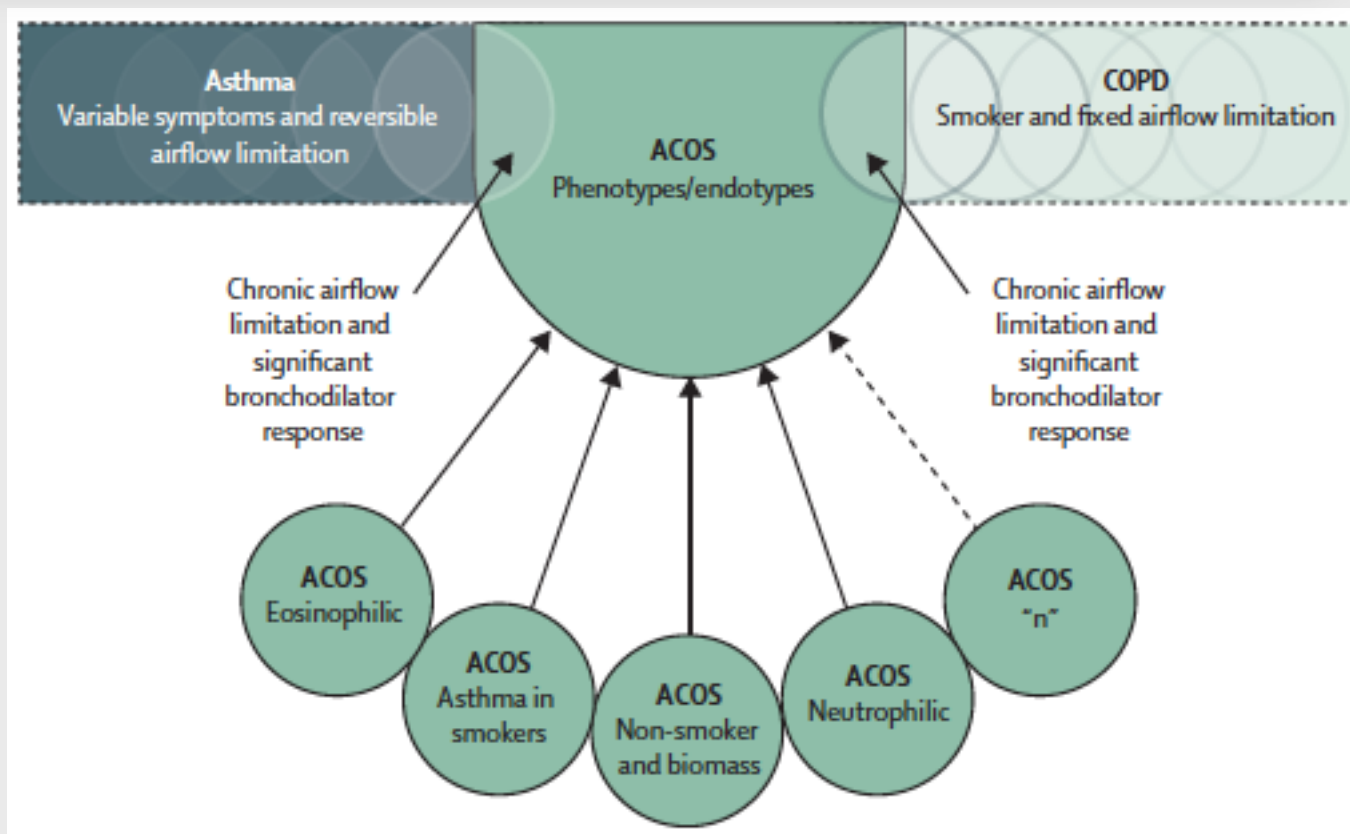 Asthma
Variable symptoms and reversible
airflow limitation
ACOS
Phenotypes/endotypes
COPD
Smoker and fixed airflow limitation
Chronic airflow
limitation and
significant
bronchodilator
response
Chronic airflow
limitation and
significant
bronchodilator
response
ACOS
Eosinophilic
ACOS
Asthma in
smokers
ACOS
Non-smoker
and biomass
ACOS
Neutrophilic
ACOS
“n”